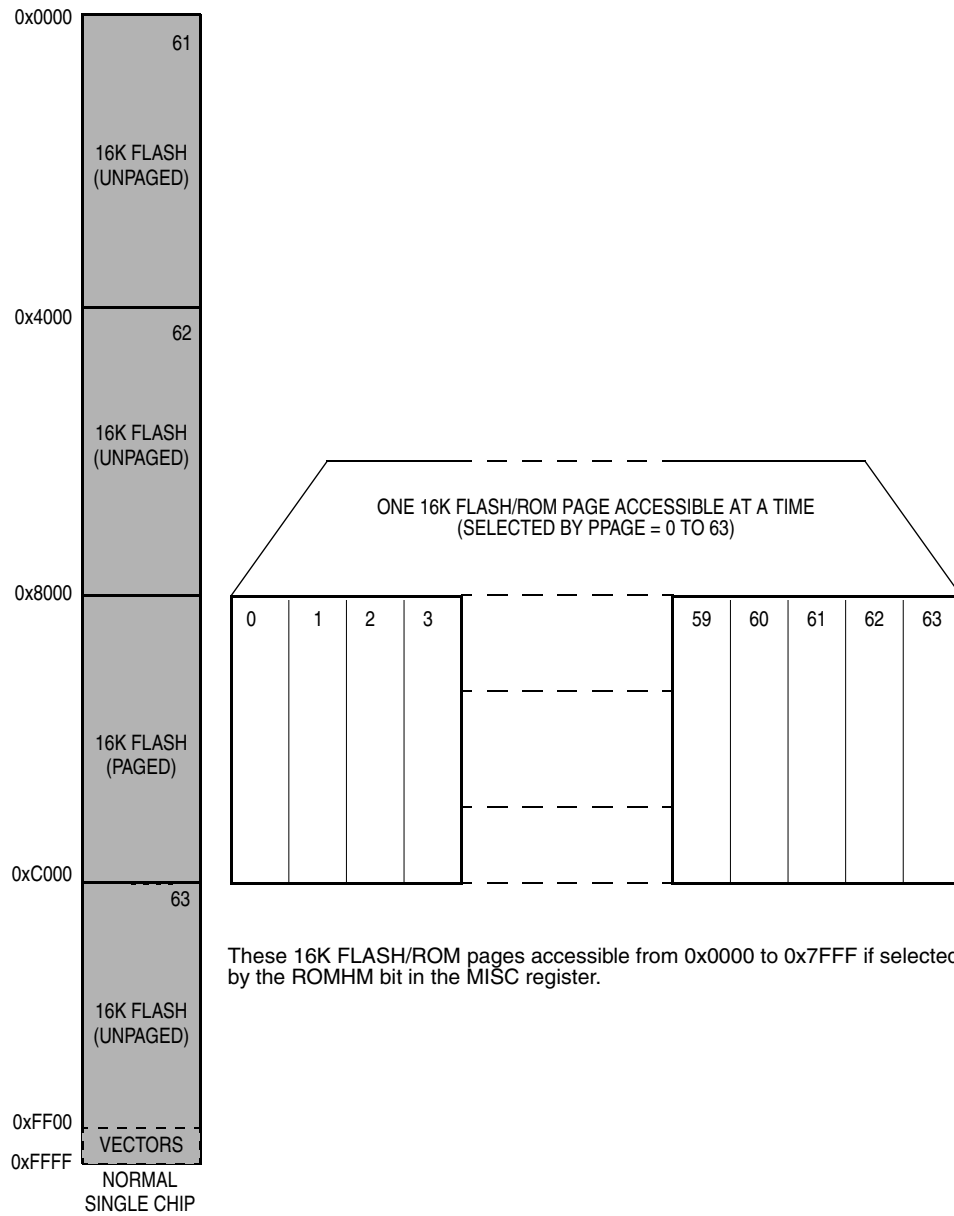 0x0000
61
16K FLASH
(UNPAGED)
0x4000
62
16K FLASH
(UNPAGED)
ONE 16K FLASH/ROM PAGE ACCESSIBLE AT A TIME
(SELECTED BY PPAGE = 0 TO 63)
0x8000
0 1 2 3 59 60 61 62 63
16K FLASH
(PAGED)
0xC000
63
These 16K FLASH/ROM pages accessible from 0x0000 to 0x7FFF if selected
by the ROMHM bit in the MISC register.
16K FLASH
(UNPAGED)
0xFF00
VECTORS
0xFFFF
NORMAL
SINGLE CHIP